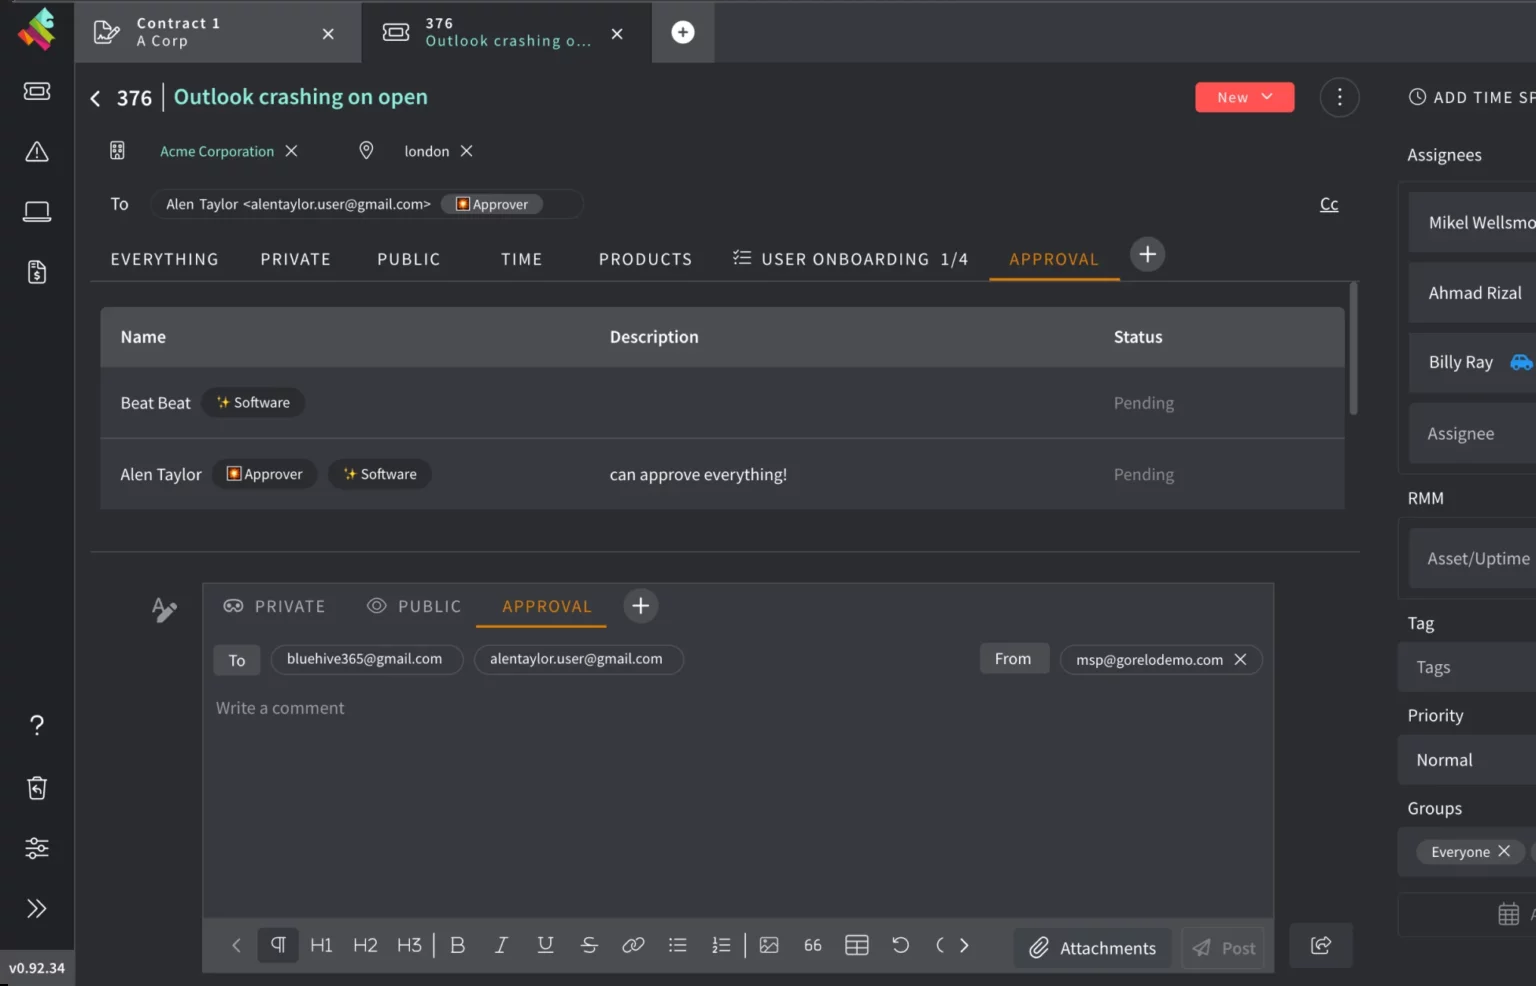 Contract 1
A Corp
376
Outlook crashing o...
376
Outlook crashing on open
New
ADD TIME SP
Acme Corporation
london
To
Alen Taylor <alentaylor.user@gmail.com>
Approver
Cc
EVERYTHING
PRIVATE
PUBLIC
TIME
PRODUCTS
USER ONBOARDING 1/4
APPROVAL
Name
Description
Status
Beat Beat
Software
Pending
Alen Taylor
Approver
Software
can approve everything!
Pending
PRIVATE
PUBLIC
APPROVAL
To
bluehive365@gmail.com
alentaylor.user@gmail.com
From
msp@gorelodemo.com
Write a comment
H1
H2
H3
B
I
U
S
66
Attachments
Post
Assignees
Mikel Wellsmo
Ahmad Rizal
Billy Ray
Assignee
RMM
Asset/Uptime
Tag
Tags
Priority
Normal
Groups
Everyone
v0.92.34